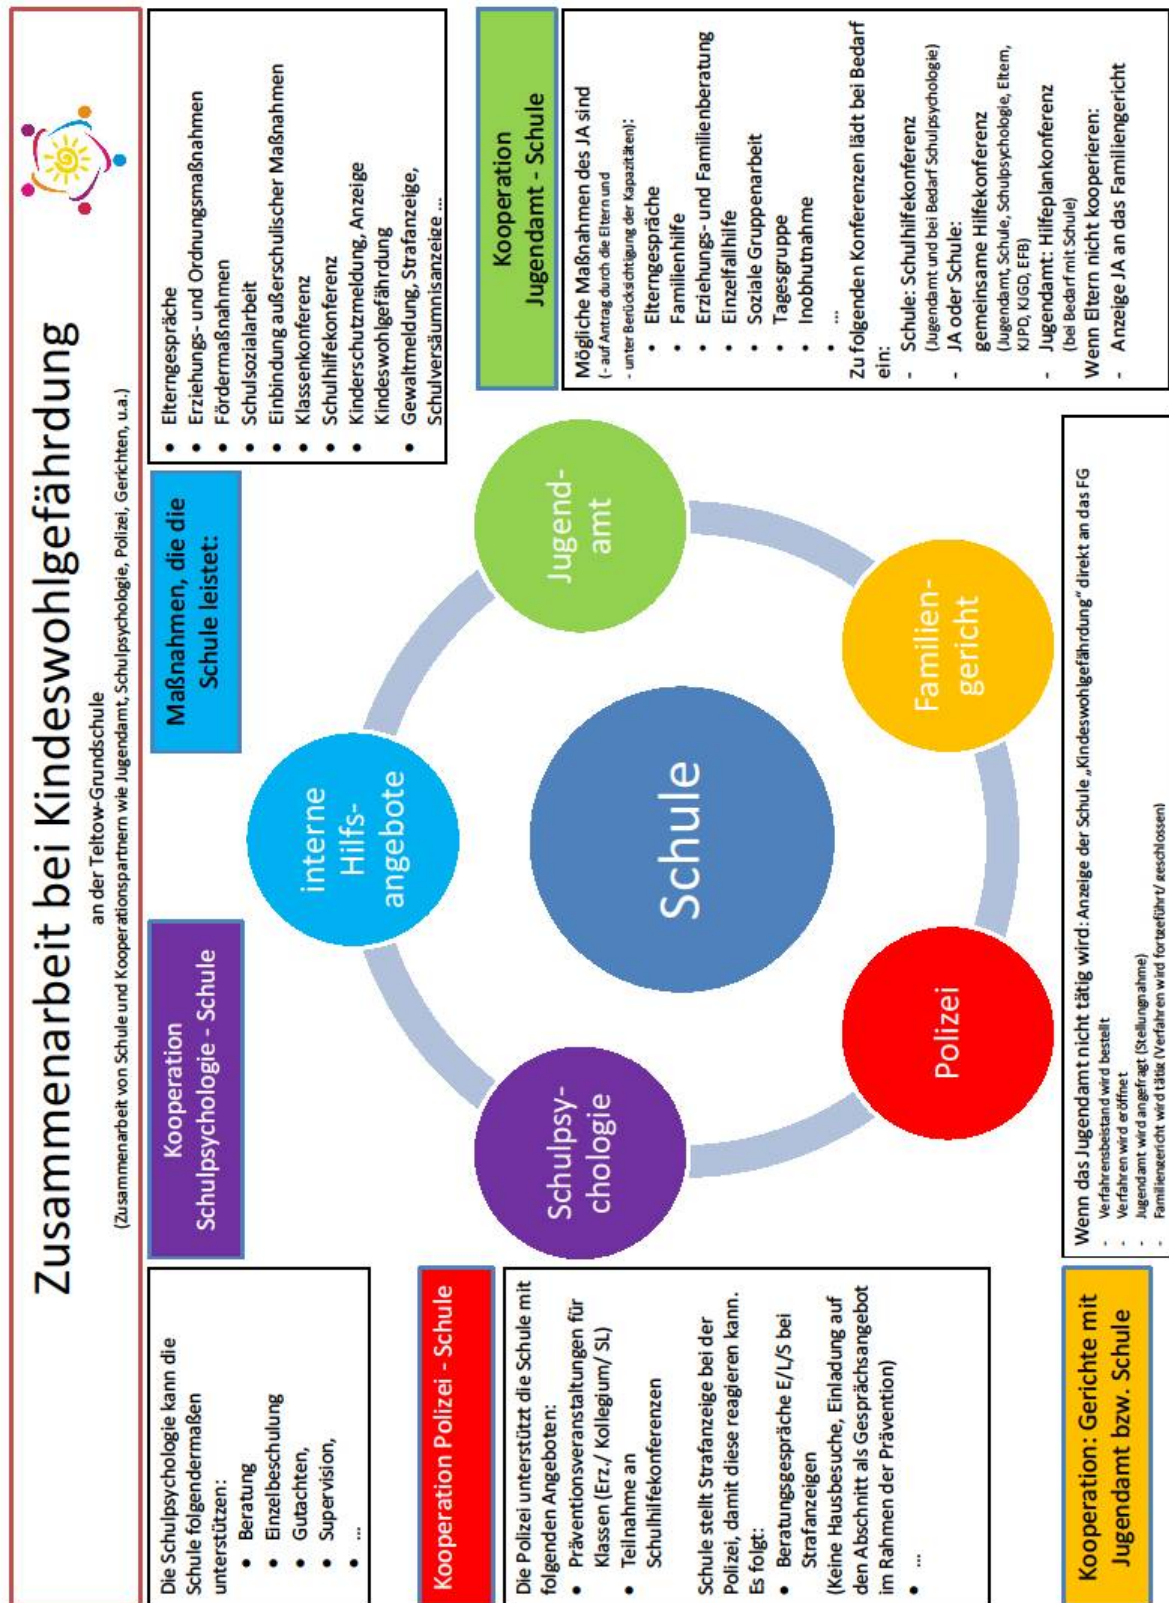 Zusammenarbeit bei Kindeswohlgefährdung
an der Teltow-Grundschule
(Zusammenarbeit von Schule und Kooperationspartnern wie Jugendamt, Schulpsychologie, Polizei, Gerichten, u.a.)
Die Schulpsychologie kann die
Schule folgendermaßen
unterstützen:
• Beratung
• Einzelbeschulung
• Gutachten,
• Supervision,
• ...
Kooperation
Schulpsychologie - Schule
Maßnahmen, die die
Schule leistet:
• Elterngespräche
• Erziehungs- und Ordnungsmaßnahmen
• Fördermaßnahmen
• Schulsozialarbeit
• Einbindung außerschulischer Maßnahmen
• Klassenkonferenz
• Schulhilfekonferenz
• Kinderschutzmeldung, Anzeige
Kindeswohlgefährdung
• Gewaltmeldung, Strafanzeige,
Schulversäumnisanzeige ...
Kooperation Polizei - Schule
Die Polizei unterstützt die Schule mit
folgenden Angeboten:
• Präventionsveranstaltungen für
Klassen (Erz./ Kollegium/ SL)
• Teilnahme an
Schulhilfekonferenzen
Schule stellt Strafanzeige bei der
Polizei, damit diese reagieren kann.
Es folgt:
• Beratungsgespräche E/L/S bei
Strafanzeigen
(Keine Hausbesuche, Einladung auf
den Abschnitt als Gesprächsangebot
im Rahmen der Prävention)
• ...
interne
Hilfs-
angebote
Schulpsy-
chologie
Jugend-
amt
Schule
Polizei
Familien-
gericht
Kooperation
Jugendamt - Schule
Mögliche Maßnahmen des JA sind
(- auf Antrag durch die Eltern und
- unter Berücksichtigung der Kapazitäten):
• Elterngespräche
• Familienhilfe
• Erziehungs- und Familienberatung
• Einzelfallhilfe
• Soziale Gruppenarbeit
• Tagesgruppe
• Inobhutnahme
• ...
Zu folgenden Konferenzen lädt bei Bedarf
ein:
- Schule: Schulhilfekonferenz
(Jugendamt und bei Bedarf Schulpsychologie)
- JA oder Schule:
gemeinsame Hilfekonferenz
(Jugendamt, Schule, Schulpsychologie, Eltern,
KJPD, KJGD, EFB)
- Jugendamt: Hilfeplankonferenz
(bei Bedarf mit Schule)
Wenn Eltern nicht kooperieren:
- Anzeige JA an das Familiengericht
Kooperation: Gerichte mit
Jugendamt bzw. Schule
Wenn das Jugendamt nicht tätig wird: Anzeige der Schule „Kindeswohlgefährdung" direkt an das FG
- Verfahrensbeistand wird bestellt
- Verfahren wird eröffnet
- Jugendamt wird angefragt (Stellungnahme)
- Familiengericht wird tätig (Verfahren wird fortgeführt/ geschlossen)